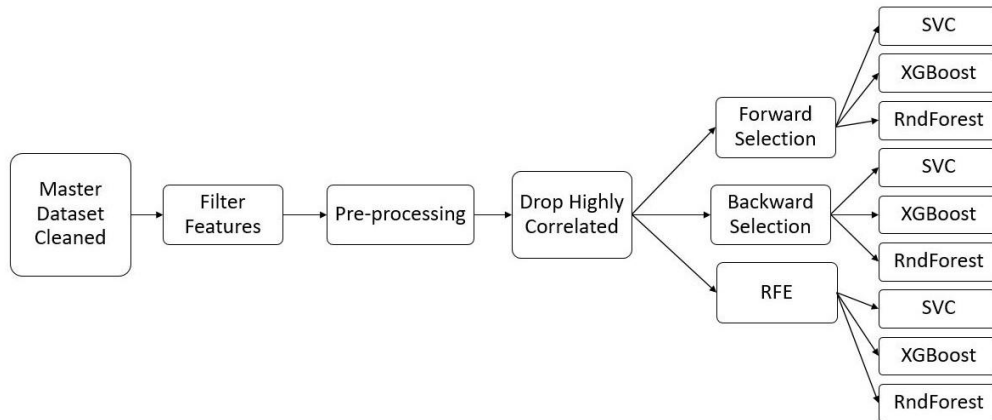 Master
Dataset
Cleaned
Filter
Features
Pre-processing
Drop Highly
Correlated
Forward
Selection
SVC
XGBoost
RndForest
Backward
Selection
SVC
XGBoost
RndForest
RFE
SVC
XGBoost
RndForest